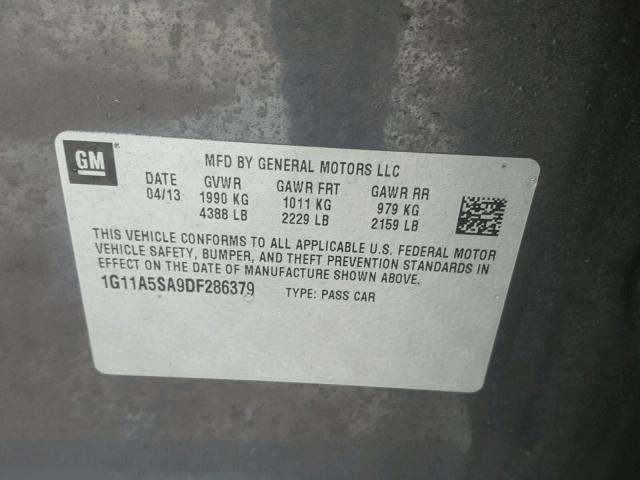 GM
MFD BY GENERAL MOTORS LLC
DATE GVWR GAWR FRT GAWR RR
04/13 1990 KG 1011 KG 979 KG
4388 LB 2229 LB 2159 LB
THIS VEHICLE CONFORMS TO ALL APPLICABLE U.S. FEDERAL MOTOR
VEHICLE SAFETY, BUMPER, AND THEFT PREVENTION STANDARDS IN
EFFECT ON THE DATE OF MANUFACTURE SHOWN ABOVE.
1G11A5SA9DF286379 TYPE: PASS CAR